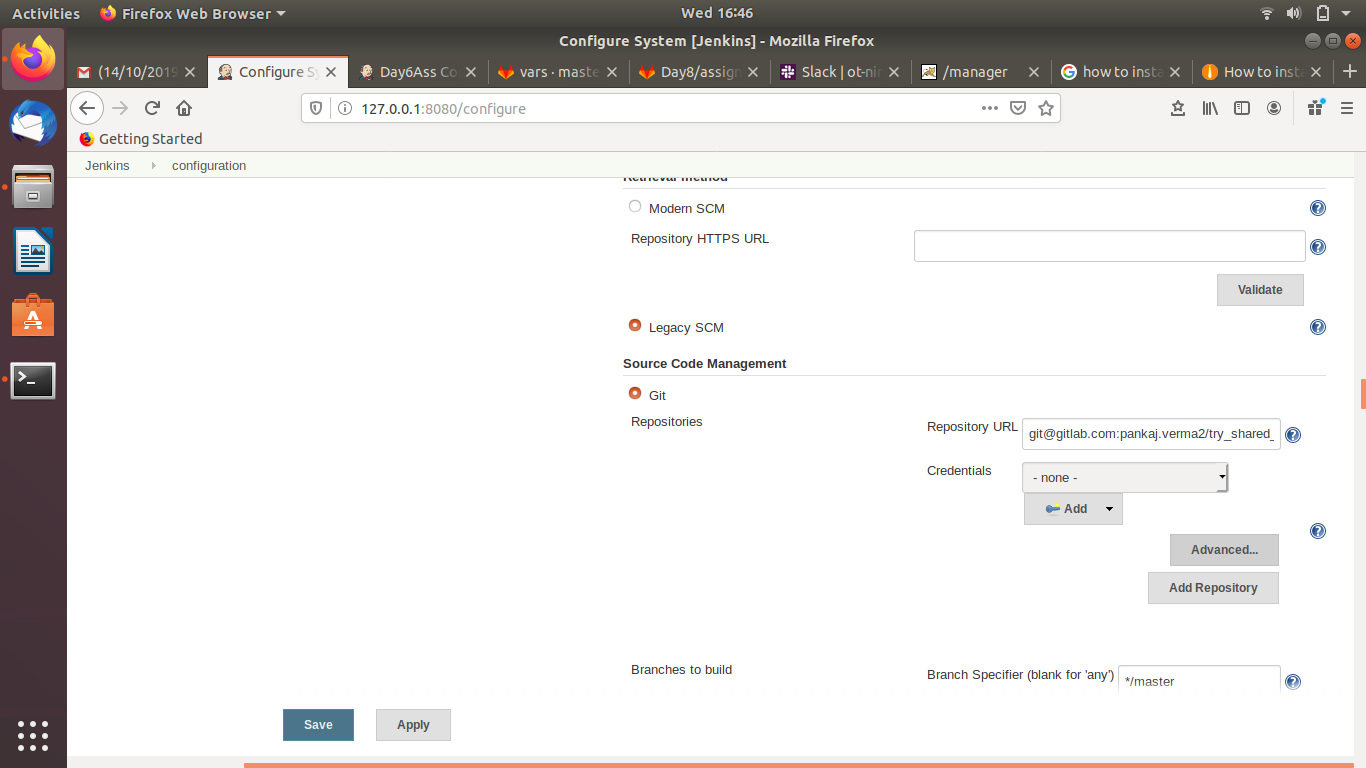 Activities Firefox Web Browser Wed 16:46
Configure System [Jenkins] - Mozilla Firefox
(14/10/2019 Configure Sy Day6Ass Co vars · maste Day8/assign Slack | ot-nin /manager how to insta How to insta
127.0.0.1:8080/configure
Getting Started
Jenkins configuration
Retrieval method
Modern SCM
Repository HTTPS URL
Validate
Legacy SCM
Source Code Management
Git
Repositories
Repository URL git@gitlab.com:pankaj.verma2/try_shared_
Credentials - none -
Add
Advanced...
Add Repository
Branches to build
Branch Specifier (blank for 'any') */master
Save Apply